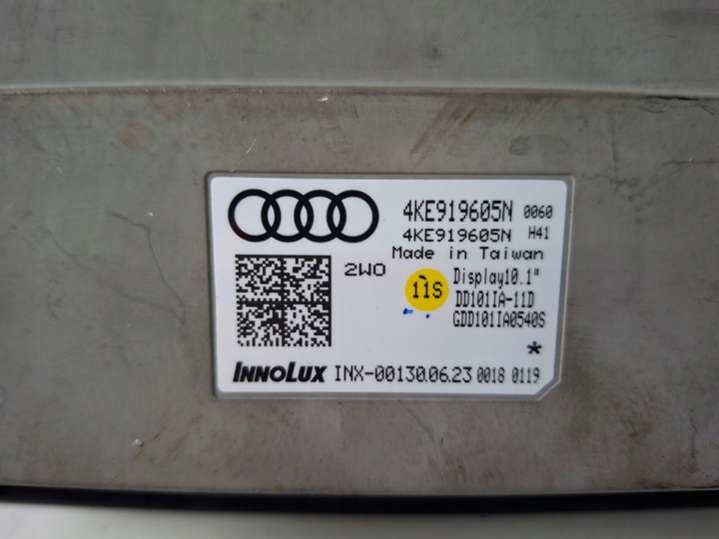 4KE919605N 0060
4KE919605N H41
Made in Taiwan
2WO
11S
Display10.1"
DD101IA-11D
GDD101IA0540S
*
INNOLUX INX-00130.06.23 0018 0119